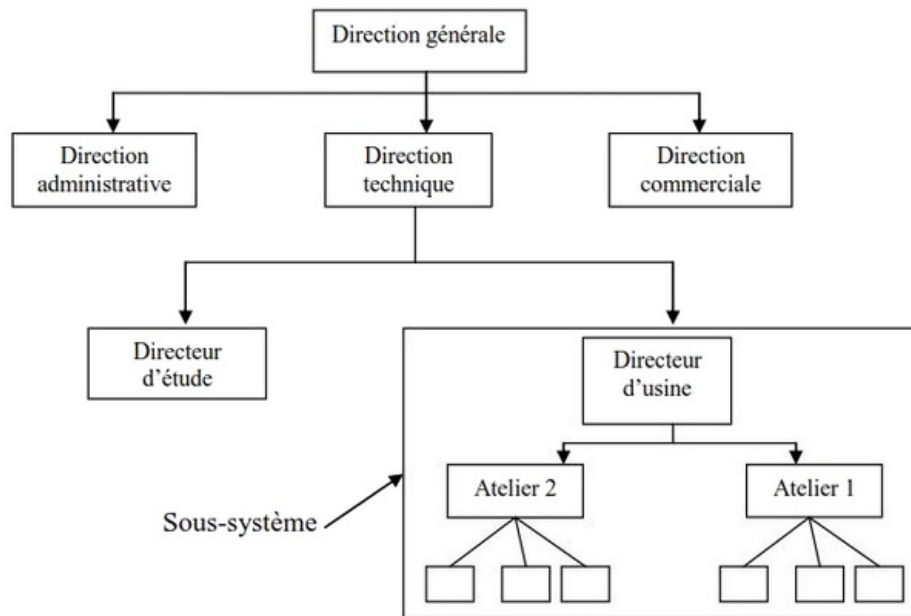 Direction générale
Direction
administrative
Direction
technique
Direction
commerciale
Directeur
d'étude
Directeur
d'usine
Atelier 2
Atelier 1
Sous-système